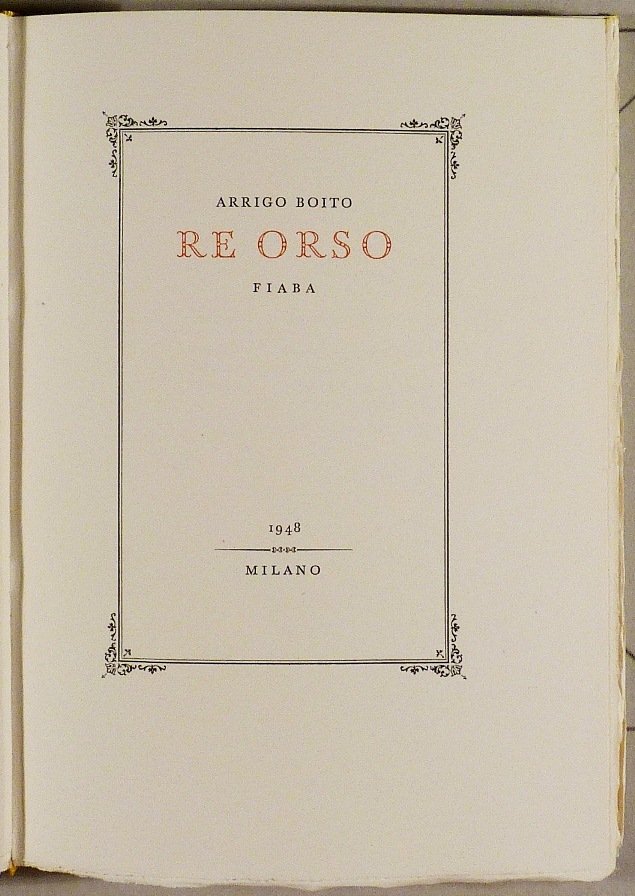 ARRIGO BOITO
RE ORSO
FIABA
1948
MILANO